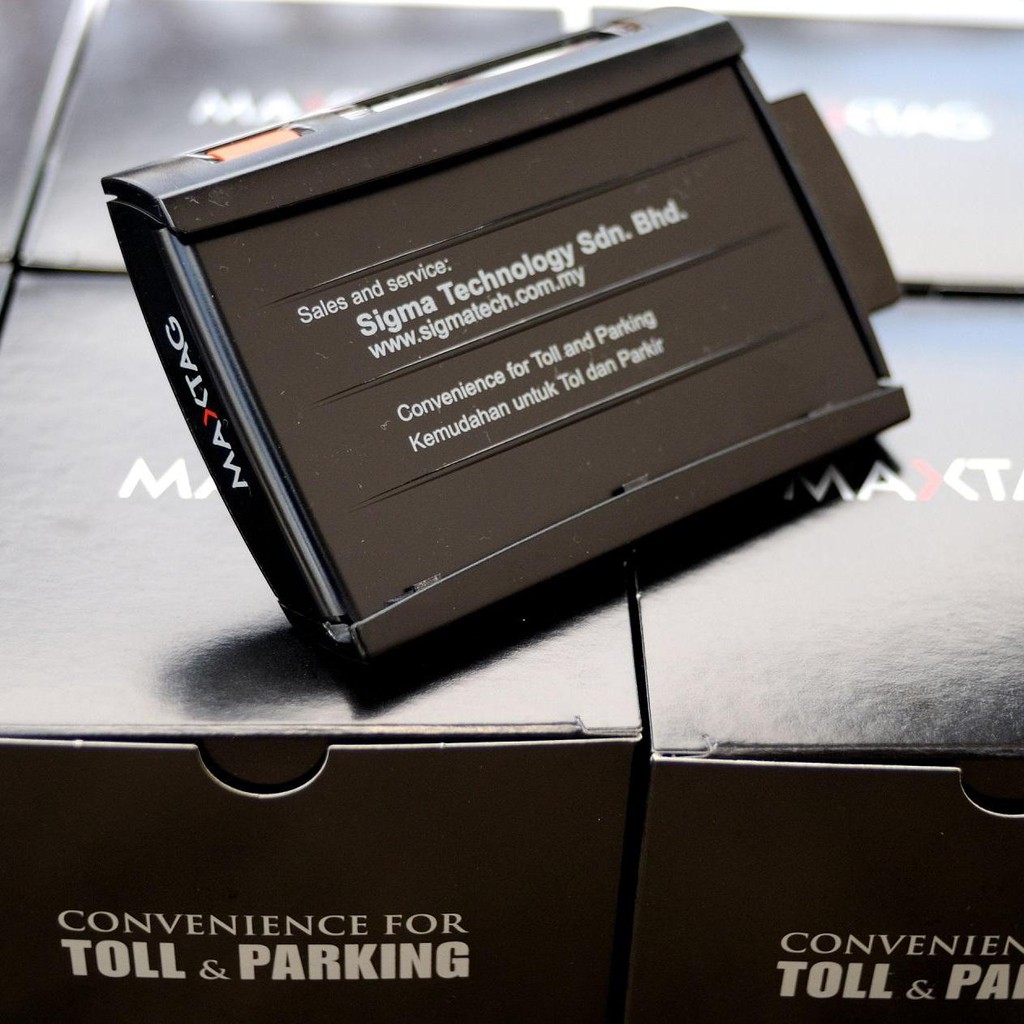 MAXTAG
Sales and service:
Sigma Technology Sdn. Bhd.
www.sigmatech.com.my
Convenience for Toll and Parking
Kemudahan untuk Tol dan Parkir
MAXTAG
CONVENIENCE FOR
TOLL & PARKING
CONVENIEN
TOLL & PA